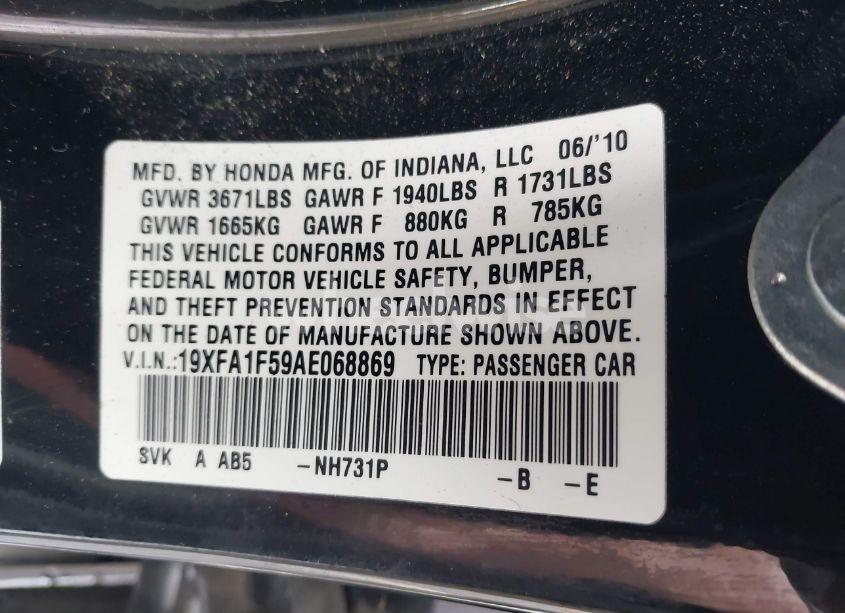 MFD. BY HONDA MFG. OF INDIANA, LLC 06/'10
GVWR 3671LBS GAWR F 1940LBS R 1731LBS
GVWR 1665KG GAWR F 880KG R 785KG
THIS VEHICLE CONFORMS TO ALL APPLICABLE
FEDERAL MOTOR VEHICLE SAFETY, BUMPER,
AND THEFT PREVENTION STANDARDS IN EFFECT
ON THE DATE OF MANUFACTURE SHOWN ABOVE.
V.I.N.:19XFA1F59AE068869 TYPE: PASSENGER CAR
SVK A AB5 -NH731P -B -E